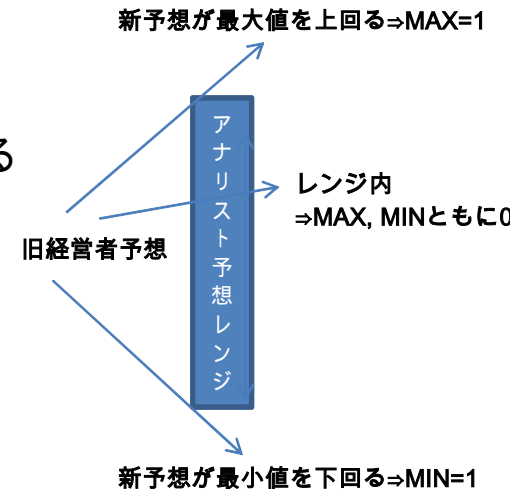 新予想が最大値を上回る⇒MAX=1
る
アナリスト予想レンジ
レンジ内
⇒MAX, MINともに0
旧経営者予想
新予想が最小値を下回る⇒MIN=1